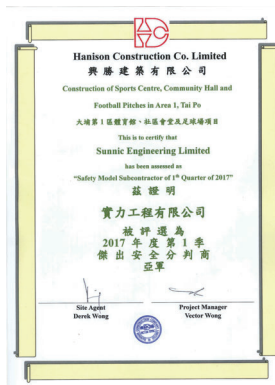 Hanison Construction Co. Limited
興勝建築有限公司
Construction of Sports Centre, Community Hall and
Football Pitches in Area 1, Tai Po
大埔第1區體育館、社區會堂及足球場項目
This is to certify that
Sunnic Engineering Limited
has been assessed as
“Safety Model Subcontractor of 1th Quarter of 2017”
茲證明
實力工程有限公司
被評選為
2017年度第1季
傑出安全分判商
亞軍
Site Agent
Derek Wong
Project Manager
Vector Wong